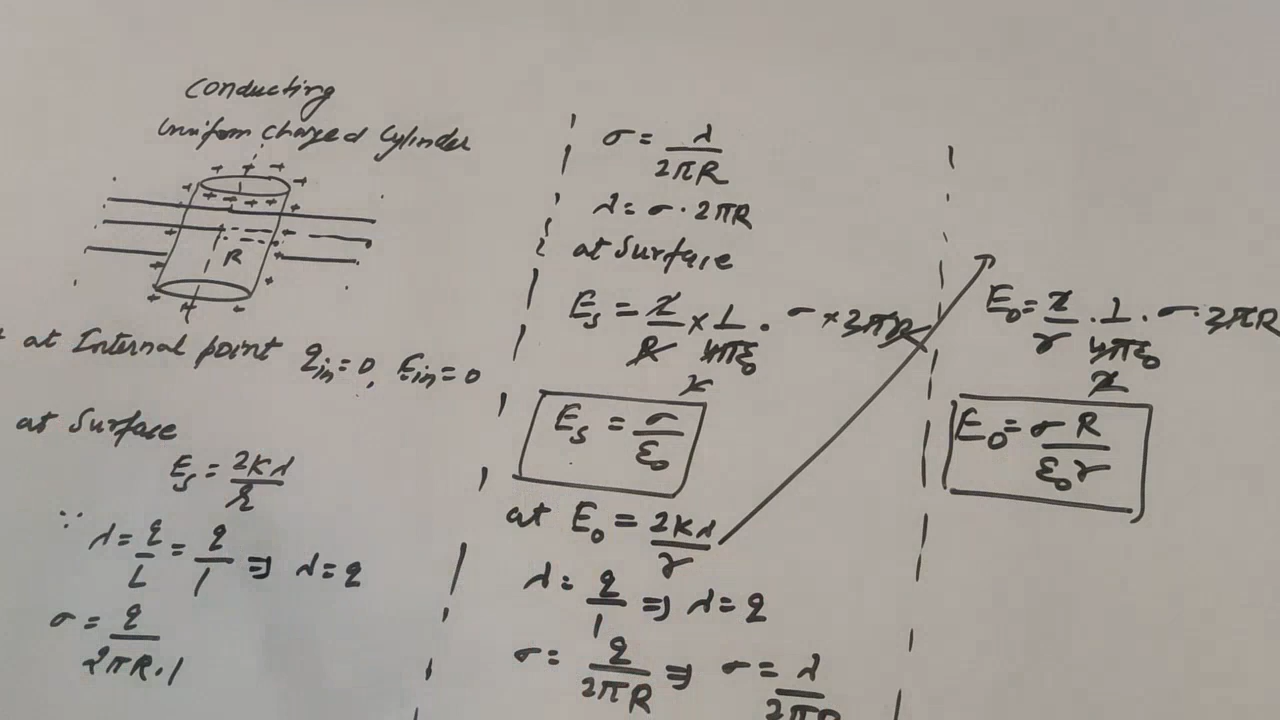 Conducting
Uniform Charged Cylinder
R
at Internal point q_in = 0, E_in = 0
at Surface
E_s = 2Kλ/R
∵ λ = q/L = q/1 ⇒ λ = q
σ = q/(2πR·1)
σ = λ/(2πR)
λ = σ·2πR
at Surface
E_s = 2/R × 1/(4πε₀) · σ × 2πR
2
E_s = σ/ε₀
at E₀ = 2Kλ/r
λ = q/1 ⇒ λ = q
σ = q/(2πR) ⇒ σ = λ/(2πR)
E₀ = 2/r · 1/(4πε₀) · σ·2πR
2
E₀ = σR/(ε₀r)